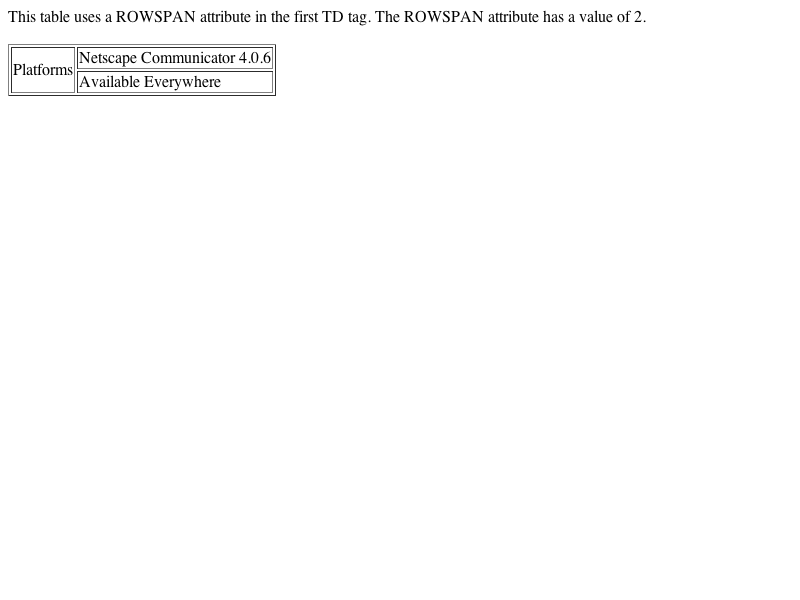 This table uses a ROWSPAN attribute in the first TD tag. The ROWSPAN attribute has a value of 2.
Platforms
Netscape Communicator 4.0.6
Available Everywhere